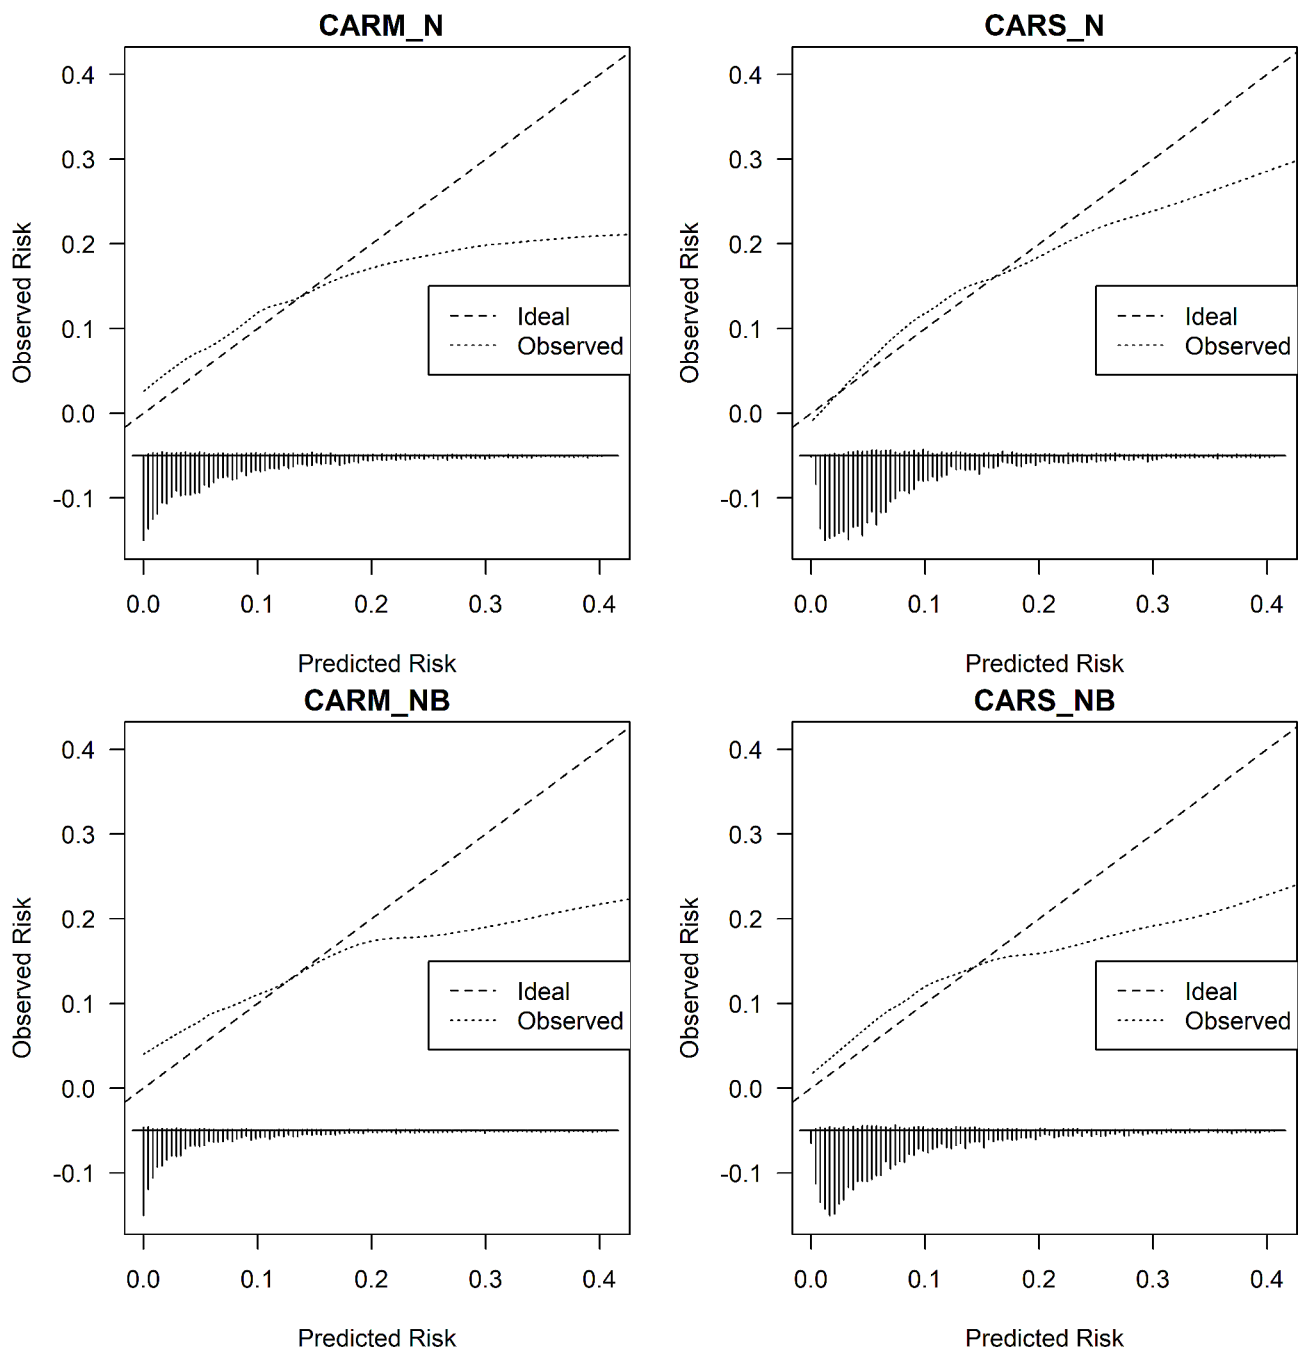 CARM_N
0.4
0.3
0.2
0.1
0.0
-0.1
Observed Risk
Ideal
Observed
0.0 0.1 0.2 0.3 0.4
Predicted Risk
CARS_N
0.4
0.3
0.2
0.1
0.0
-0.1
Observed Risk
Ideal
Observed
0.0 0.1 0.2 0.3 0.4
Predicted Risk
CARM_NB
0.4
0.3
0.2
0.1
0.0
-0.1
Observed Risk
Ideal
Observed
0.0 0.1 0.2 0.3 0.4
Predicted Risk
CARS_NB
0.4
0.3
0.2
0.1
0.0
-0.1
Observed Risk
Ideal
Observed
0.0 0.1 0.2 0.3 0.4
Predicted Risk